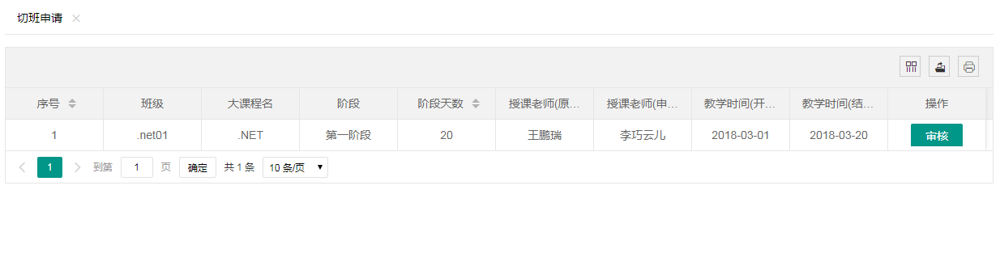 切班申请
序号 班级 大课程名 阶段 阶段天数 授课老师(原... 授课老师(申... 教学时间(开... 教学时间(结... 操作
1 .net01 .NET 第一阶段 20 王鹏瑞 李巧云儿 2018-03-01 2018-03-20 审核
1 到第 1 页 确定 共 1 条 10 条/页